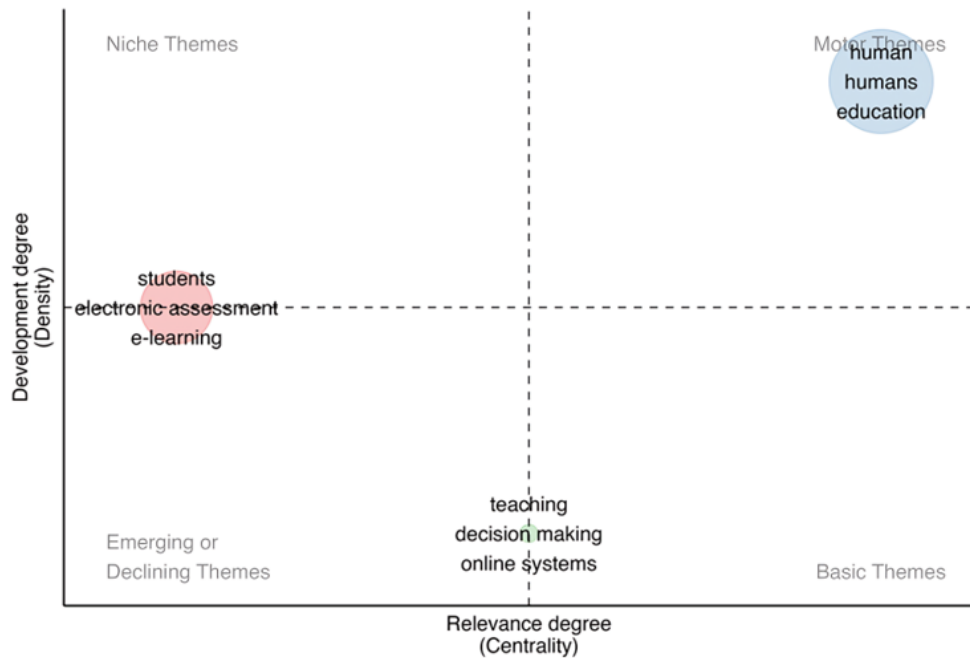 Niche Themes
Motor Themes
human
humans
education
students
electronic assessment
e-learning
teaching
decision making
online systems
Emerging or
Declining Themes
Basic Themes
Development degree
(Density)
Relevance degree
(Centrality)